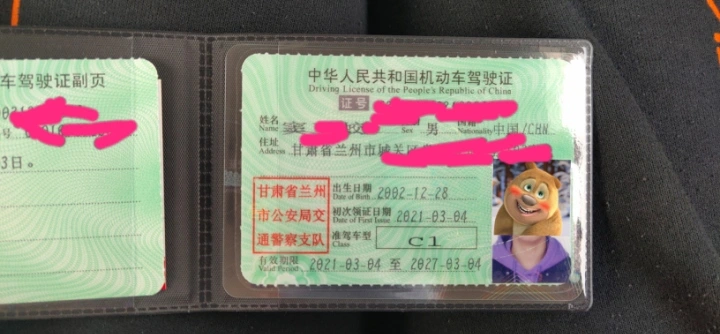 车驾驶证副页
号
3日。
中华人民共和国机动车驾驶证
Driving License of the People's Republic of China
证号
姓名
Name
Sex 男
Nationality 中国/CHN
住址
Address 甘肃省兰州市城关区
甘肃省兰州
市公安局交
通警察支队
出生日期
Date of Birth 2002-12-28
初次领证日期
Date of First Issue 2021-03-04
准驾车型
Class C1
有效期限
Valid Period 2021-03-04 至 2027-03-04